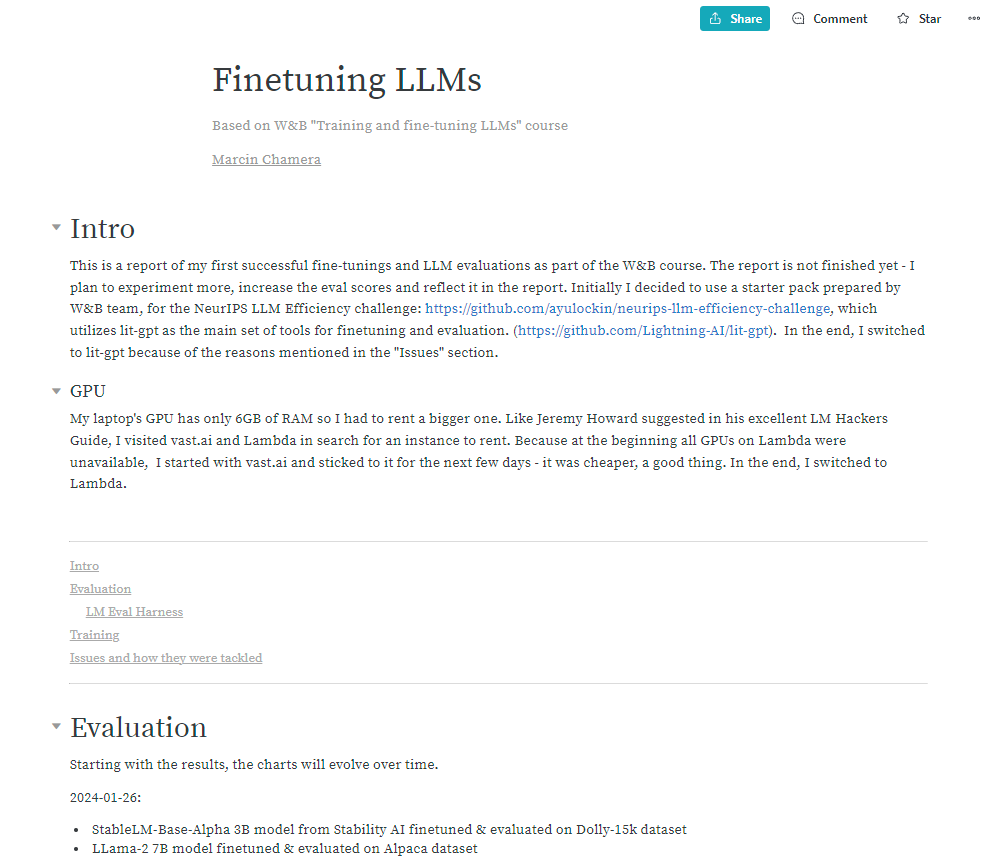 Share Comment Star
Finetuning LLMs
Based on W&B "Training and fine-tuning LLMs" course
Marcin Chamera
Intro
This is a report of my first successful fine-tunings and LLM evaluations as part of the W&B course. The report is not finished yet - I
plan to experiment more, increase the eval scores and reflect it in the report. Initially I decided to use a starter pack prepared by
W&B team, for the NeurIPS LLM Efficiency challenge: https://github.com/ayulockin/neurips-llm-efficiency-challenge, which
utilizes lit-gpt as the main set of tools for finetuning and evaluation. (https://github.com/Lightning-AI/lit-gpt).  In the end, I switched
to lit-gpt because of the reasons mentioned in the "Issues" section.
GPU
My laptop's GPU has only 6GB of RAM so I had to rent a bigger one. Like Jeremy Howard suggested in his excellent LM Hackers
Guide, I visited vast.ai and Lambda in search for an instance to rent. Because at the beginning all GPUs on Lambda were
unavailable,  I started with vast.ai and sticked to it for the next few days - it was cheaper, a good thing. In the end, I switched to
Lambda.
Intro
Evaluation
LM Eval Harness
Training
Issues and how they were tackled
Evaluation
Starting with the results, the charts will evolve over time.
2024-01-26:
• StableLM-Base-Alpha 3B model from Stability AI finetuned & evaluated on Dolly-15k dataset
• LLama-2 7B model finetuned & evaluated on Alpaca dataset